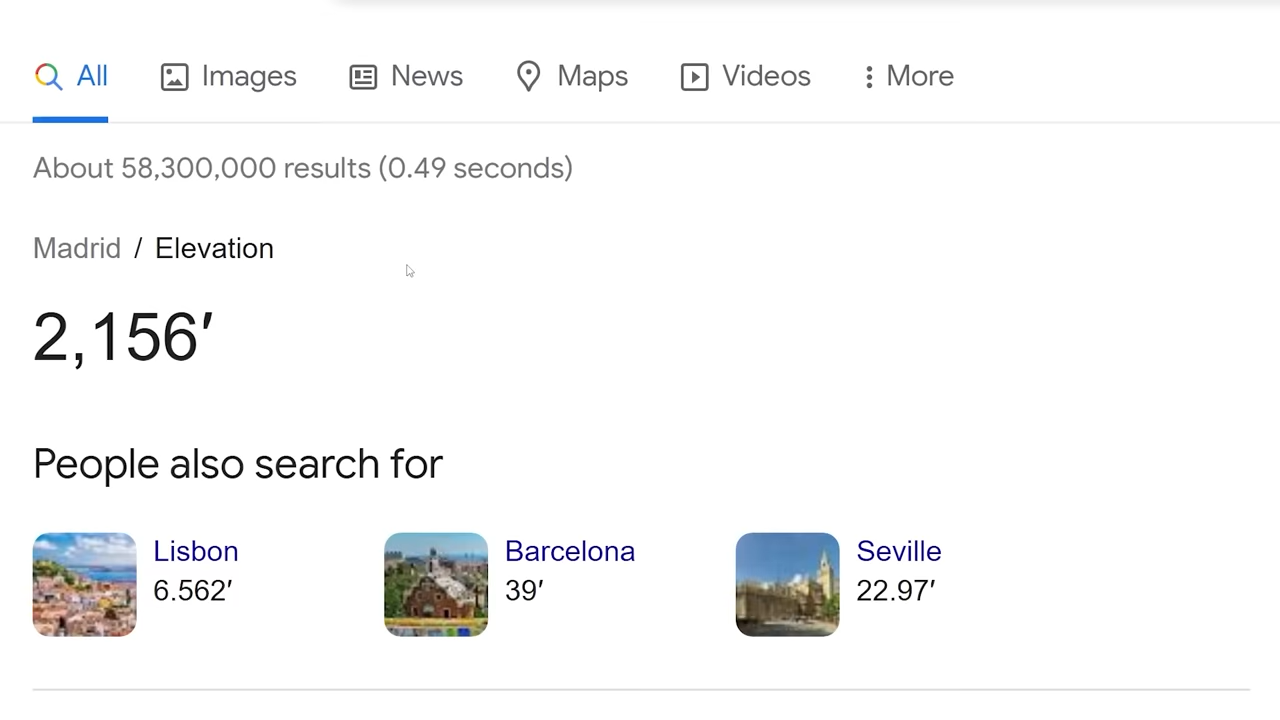 All Images News Maps Videos More
About 58,300,000 results (0.49 seconds)
Madrid / Elevation
2,156′
People also search for
Lisbon
6.562′
Barcelona
39′
Seville
22.97′